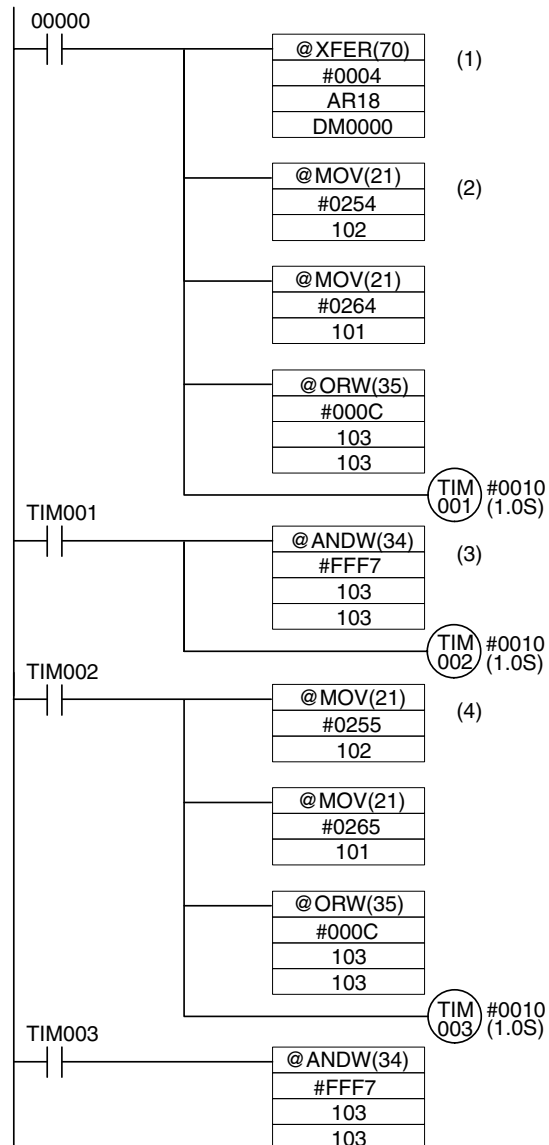 00000
@XFER(70)
#0004
AR18
DM0000
(1)
@MOV(21)
#0254
102
(2)
@MOV(21)
#0264
101
@ORW(35)
#000C
103
103
TIM
001
#0010
(1.0S)
TIM001
@ANDW(34)
#FFF7
103
103
(3)
TIM
002
#0010
(1.0S)
TIM002
@MOV(21)
#0255
102
(4)
@MOV(21)
#0265
101
@ORW(35)
#000C
103
103
TIM
003
#0010
(1.0S)
TIM003
@ANDW(34)
#FFF7
103
103